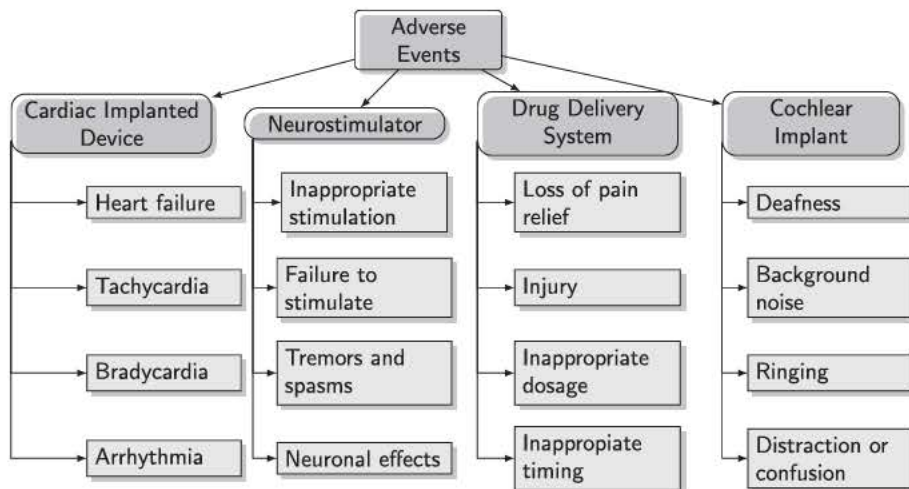 Adverse
Events
Cardiac Implanted
Device
Heart failure
Tachycardia
Bradycardia
Arrhythmia
Neurostimulator
Inappropriate
stimulation
Failure to
stimulate
Tremors and
spasms
Neuronal effects
Drug Delivery
System
Loss of pain
relief
Injury
Inappropriate
dosage
Inappropiate
timing
Cochlear
Implant
Deafness
Background
noise
Ringing
Distraction or
confusion